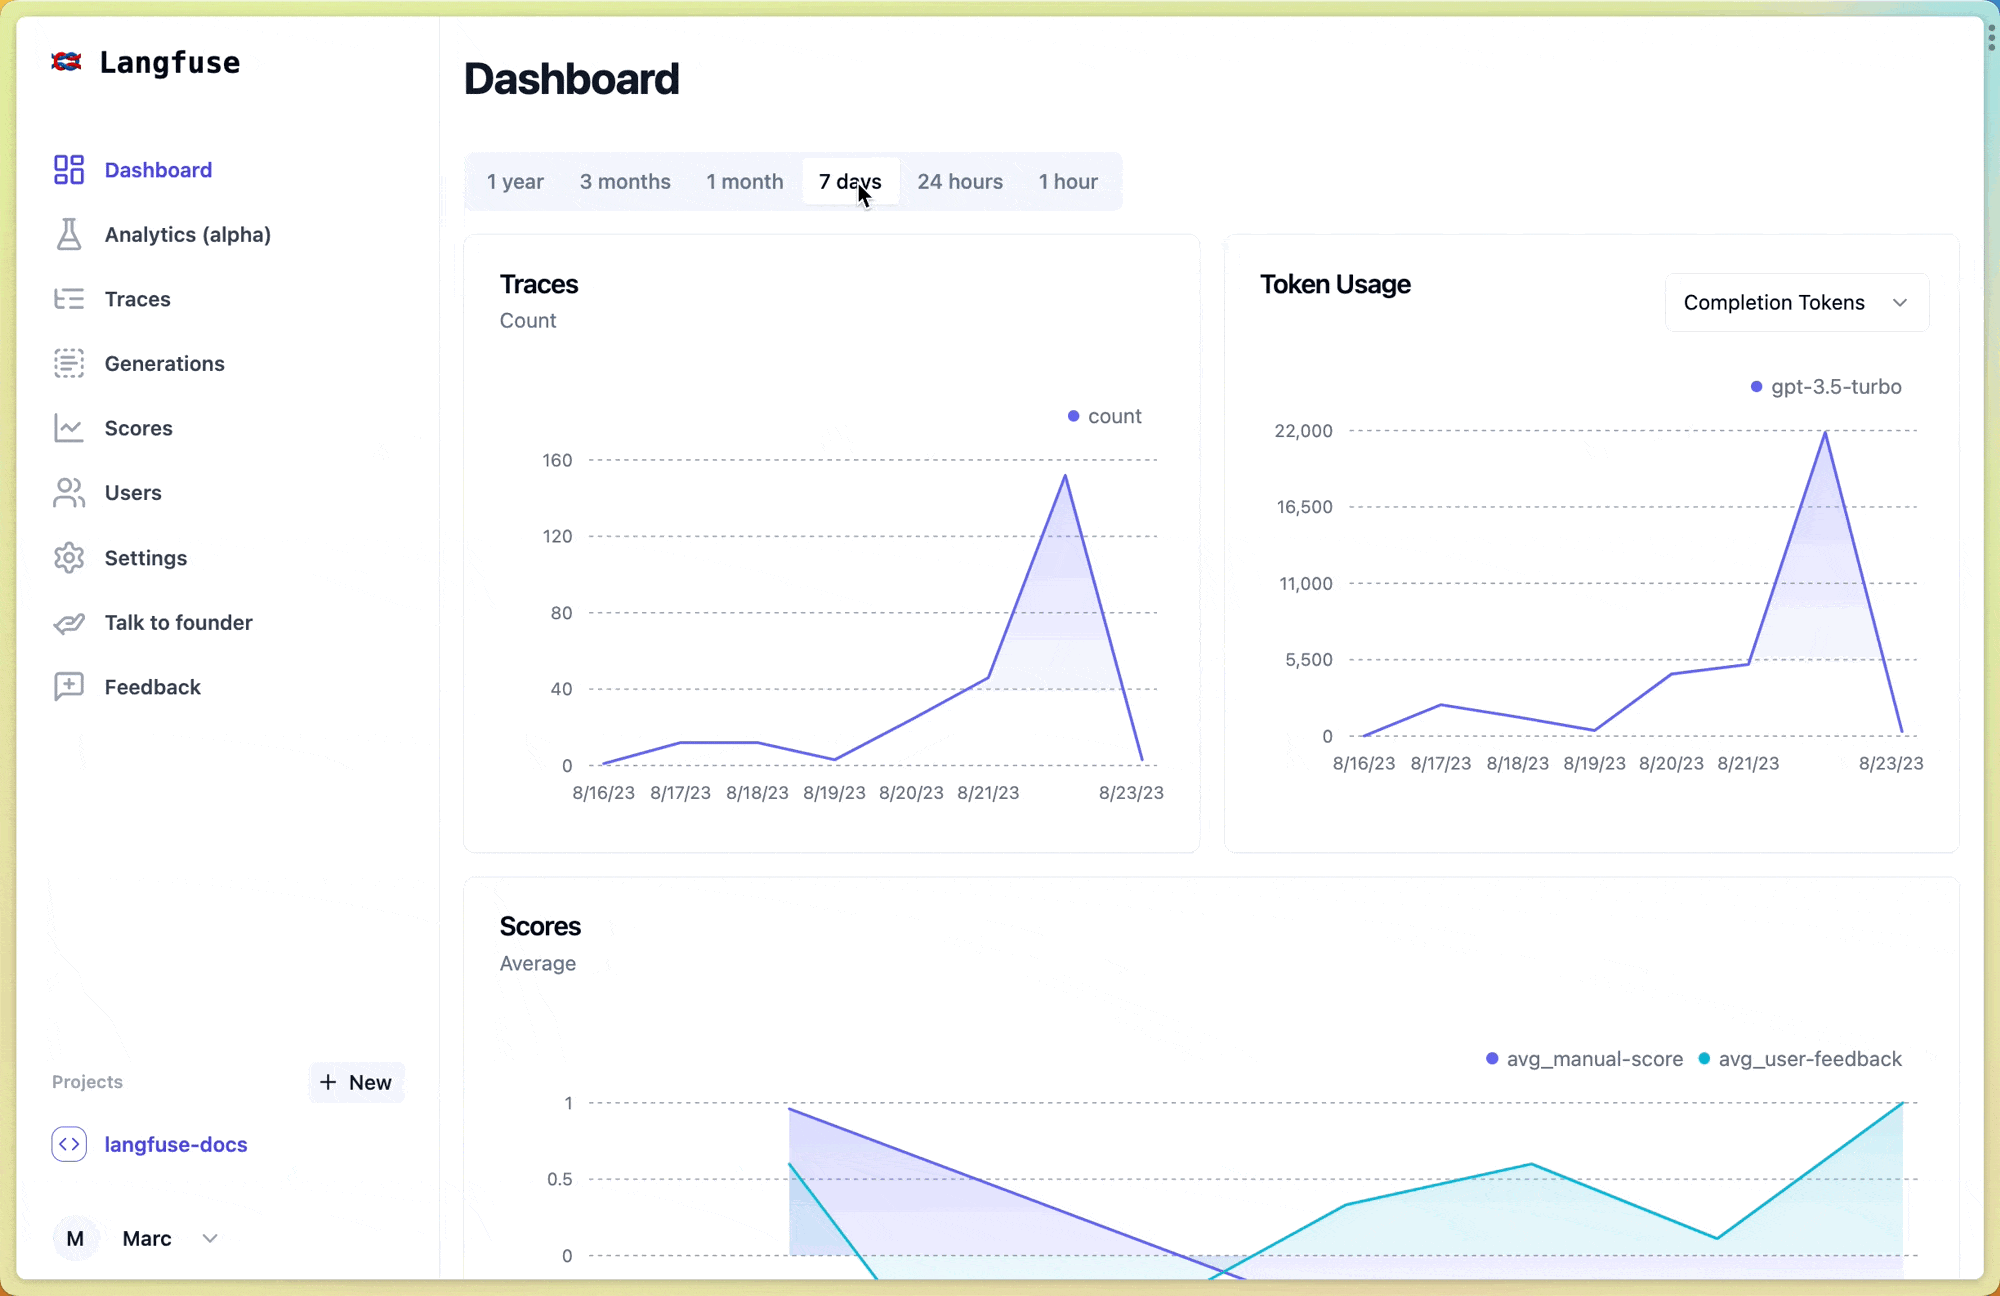 Langfuse
Dashboard
Analytics (alpha)
Traces
Generations
Scores
Users
Settings
Talk to founder
Feedback
Projects
+ New
langfuse-docs
M Marc
Dashboard
1 year 3 months 1 month 7 days 24 hours 1 hour
Traces
Count
count
160
120
80
40
0
8/16/23 8/17/23 8/18/23 8/19/23 8/20/23 8/21/23 8/23/23
Token Usage
Completion Tokens
gpt-3.5-turbo
22,000
16,500
11,000
5,500
0
8/16/23 8/17/23 8/18/23 8/19/23 8/20/23 8/21/23 8/23/23
Scores
Average
avg_manual-score avg_user-feedback
1
0.5
0